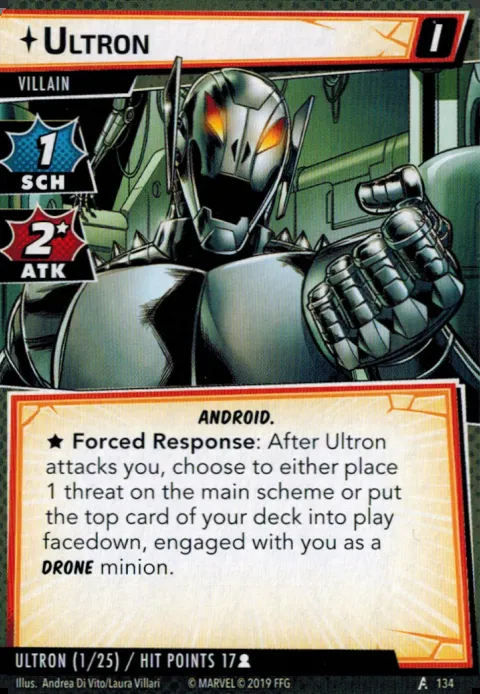 ULTRON
I
VILLAIN
1
SCH
2*
ATK
ANDROID.
★ Forced Response: After Ultron
attacks you, choose to either place
1 threat on the main scheme or put
the top card of your deck into play
facedown, engaged with you as a
DRONE minion.
ULTRON (1/25) / HIT POINTS 17
Illus. Andrea Di Vito/Laura Villari © MARVEL © 2019 FFG 134